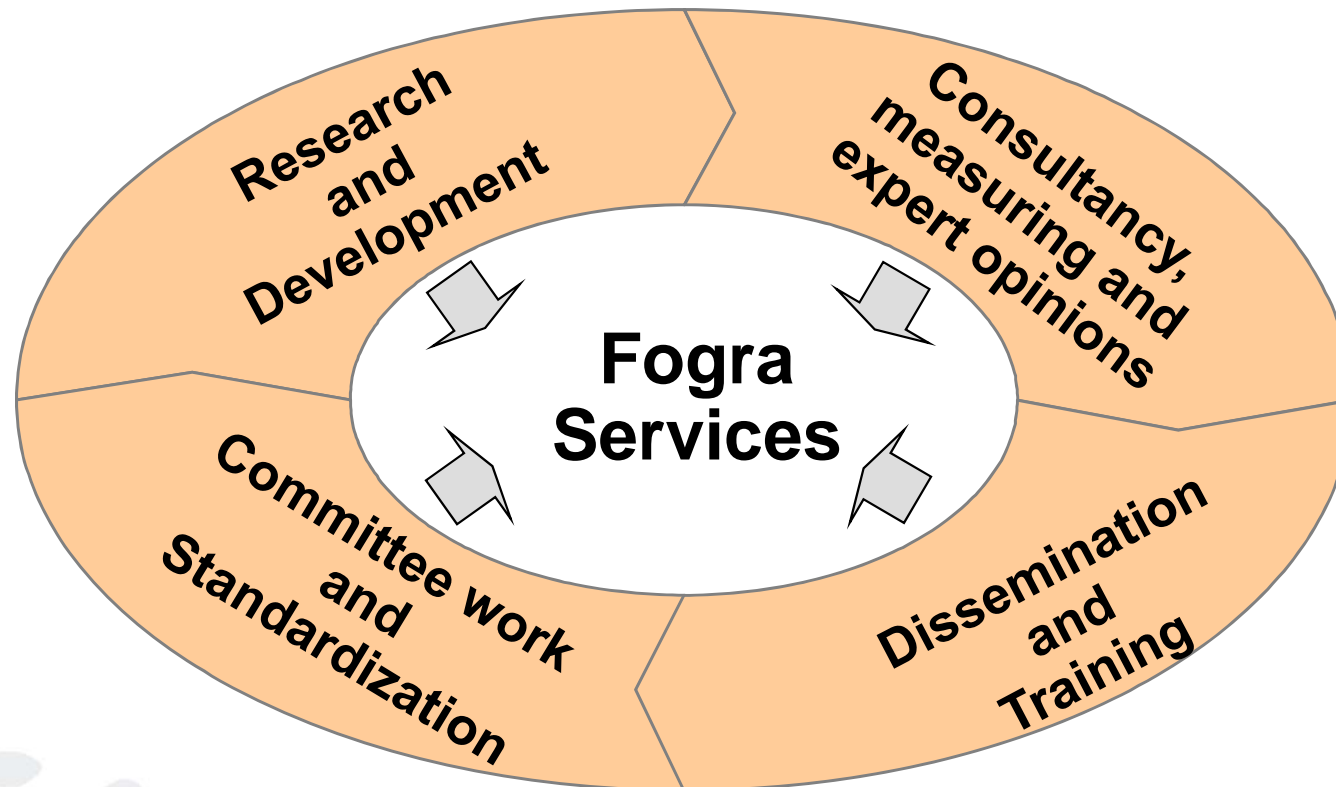 Research
and
Development
Consultancy,
measuring and
expert opinions
Fogra
Services
Committee work
and
Standardization
Dissemination
and
Training